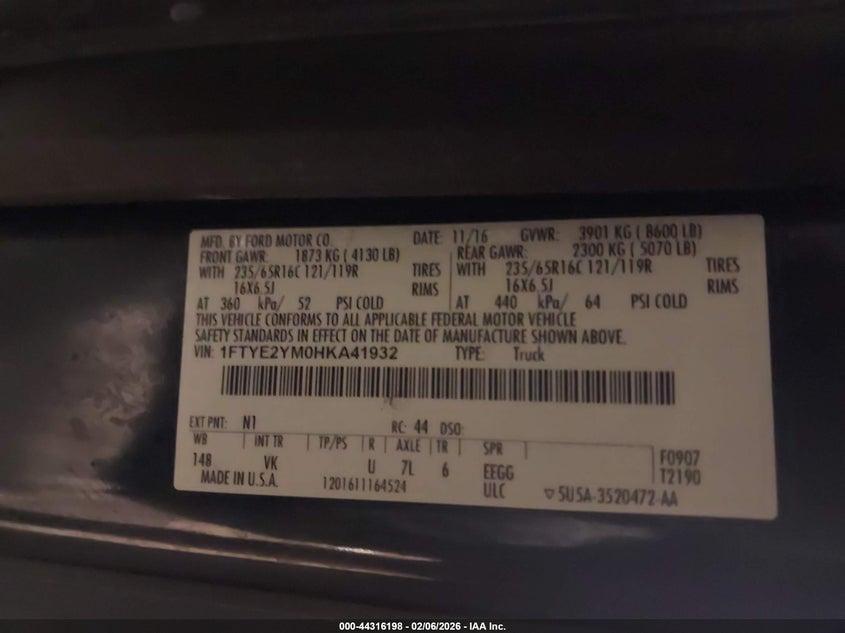 MFD. BY FORD MOTOR CO. DATE: 11/16 GVWR: 3901 KG ( 8600 LB)
FRONT GAWR: 1873 KG ( 4130 LB) REAR GAWR: 2300 KG ( 5070 LB)
WITH 235/65R16C 121/119R TIRES WITH 235/65R16C 121/119R TIRES
16X6.5J RIMS 16X6.5J RIMS
AT 360 kPa/ 52 PSI COLD AT 440 kPa/ 64 PSI COLD
THIS VEHICLE CONFORMS TO ALL APPLICABLE FEDERAL MOTOR VEHICLE
SAFETY STANDARDS IN EFFECT ON THE DATE OF MANUFACTURE SHOWN ABOVE.
VIN: 1FTYE2YM0HKA41932 TYPE: Truck
EXT PNT: N1 RC: 44 DSO:
WB INT TR TP/PS R AXLE TR SPR F0907
148 VK U 7L 6 EEGG T2190
MADE IN U.S.A. 1201611164524 ULC ▽5U5A-3520472-AA
000-44316198 - 02/06/2026 - IAA Inc.